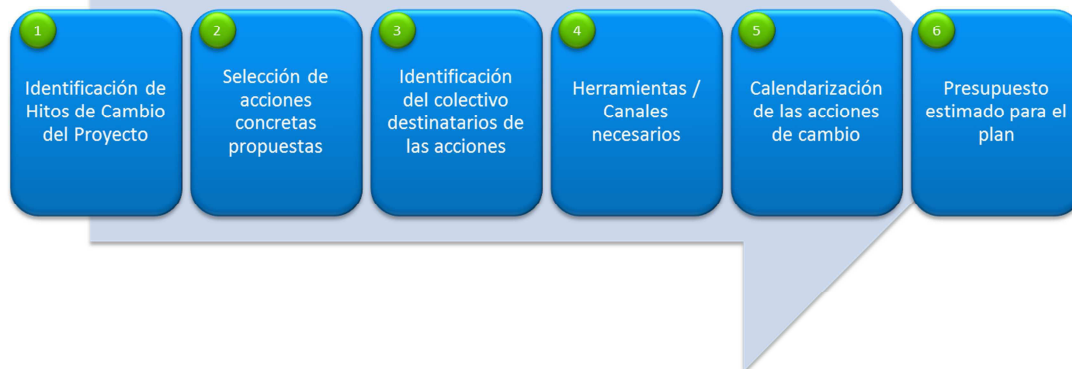 1
Identificación de
Hitos de Cambio
del Proyecto
2
Selección de
acciones
concretas
propuestas
3
Identificación
del colectivo
destinatarios de
las acciones
4
Herramientas /
Canales
necesarios
5
Calendarización
de las acciones
de cambio
6
Presupuesto
estimado para el
plan